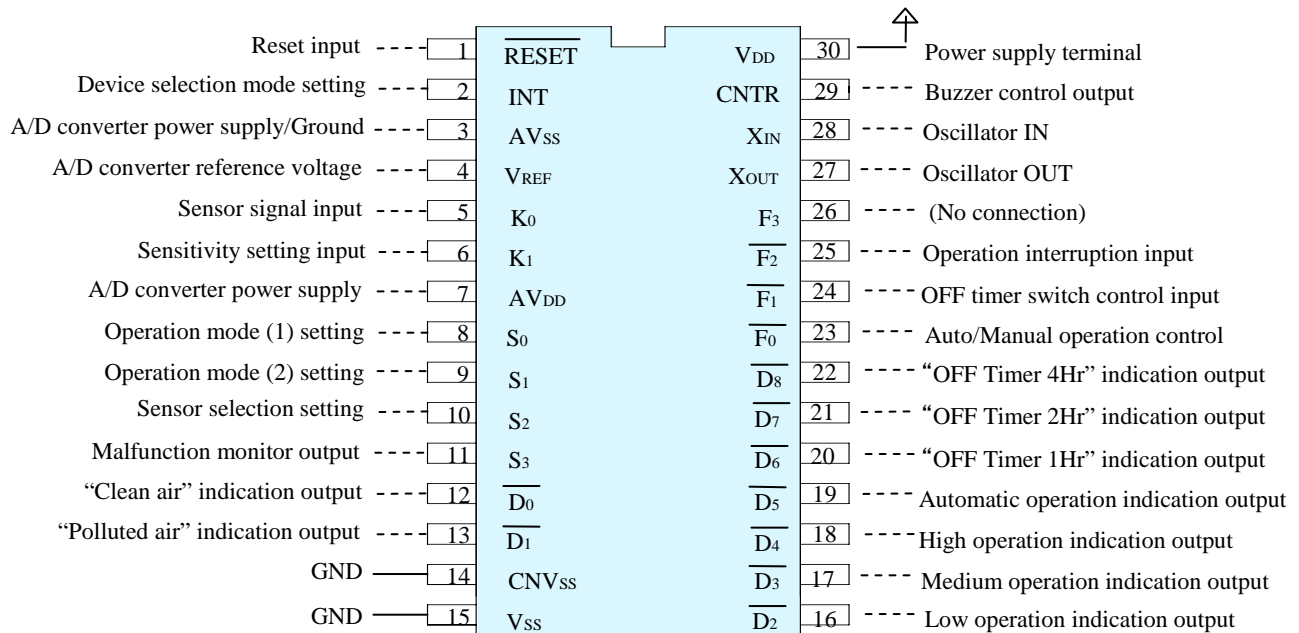 Reset input 1 RESET VDD 30 Power supply terminal
Device selection mode setting 2 INT CNTR 29 Buzzer control output
A/D converter power supply/Ground 3 AVSS XIN 28 Oscillator IN
A/D converter reference voltage 4 VREF XOUT 27 Oscillator OUT
Sensor signal input 5 K0 F3 26 (No connection)
Sensitivity setting input 6 K1 F2 25 Operation interruption input
A/D converter power supply 7 AVDD F1 24 OFF timer switch control input
Operation mode (1) setting 8 S0 F0 23 Auto/Manual operation control
Operation mode (2) setting 9 S1 D8 22 “OFF Timer 4Hr” indication output
Sensor selection setting 10 S2 D7 21 “OFF Timer 2Hr” indication output
Malfunction monitor output 11 S3 D6 20 “OFF Timer 1Hr” indication output
“Clean air” indication output 12 D0 D5 19 Automatic operation indication output
“Polluted air” indication output 13 D1 D4 18 High operation indication output
GND 14 CNVSS D3 17 Medium operation indication output
GND 15 VSS D2 16 Low operation indication output